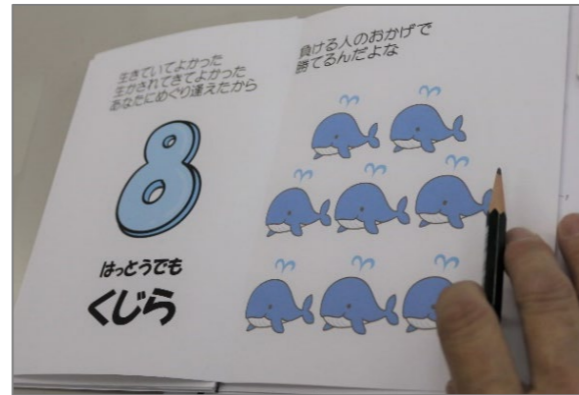 生きていてよかった
生かされてきてよかった
あなたにめぐり逢えたから
8
はっとうでも
くじら
負ける人のおかげで
勝てるんだよな